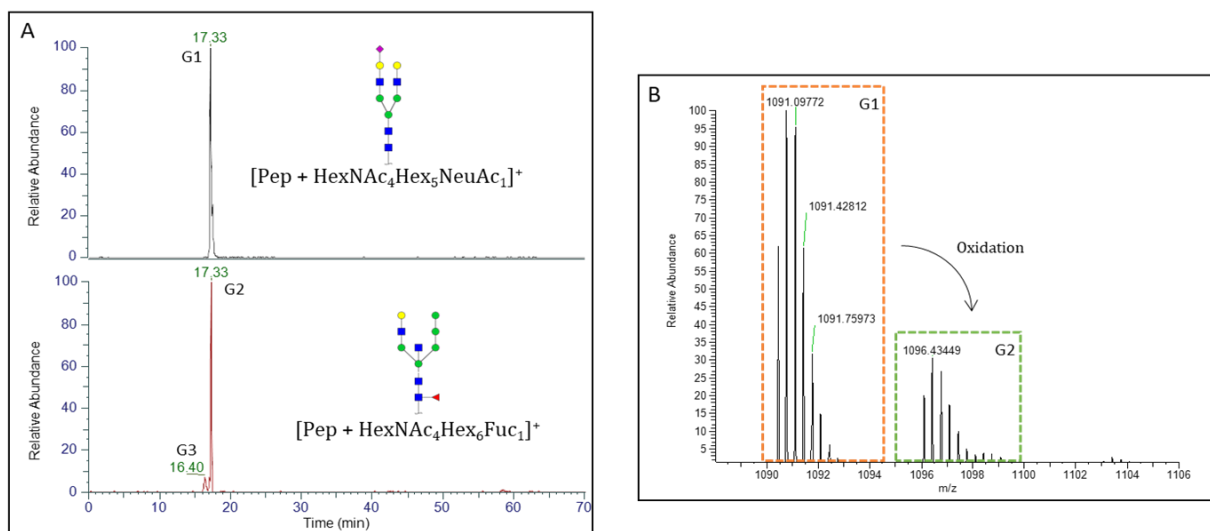 A
17.33
G1
100
80
60
40
20
0
Relative Abundance
[Pep + HexNAc₄Hex₅NeuAc₁]⁺
17.33
G2
100
80
60
40
20
0
Relative Abundance
G3
16.40
[Pep + HexNAc₄Hex₆Fuc₁]⁺
0 10 20 30 40 50 60 70
Time (min)
B
1091.09772
G1
1091.42812
1091.75973
Oxidation
1096.43449
G2
100
95
90
85
80
75
70
65
60
55
50
45
40
35
30
25
20
15
10
5
Relative Abundance
1090 1092 1094 1096 1098 1100 1102 1104 1106
m/z